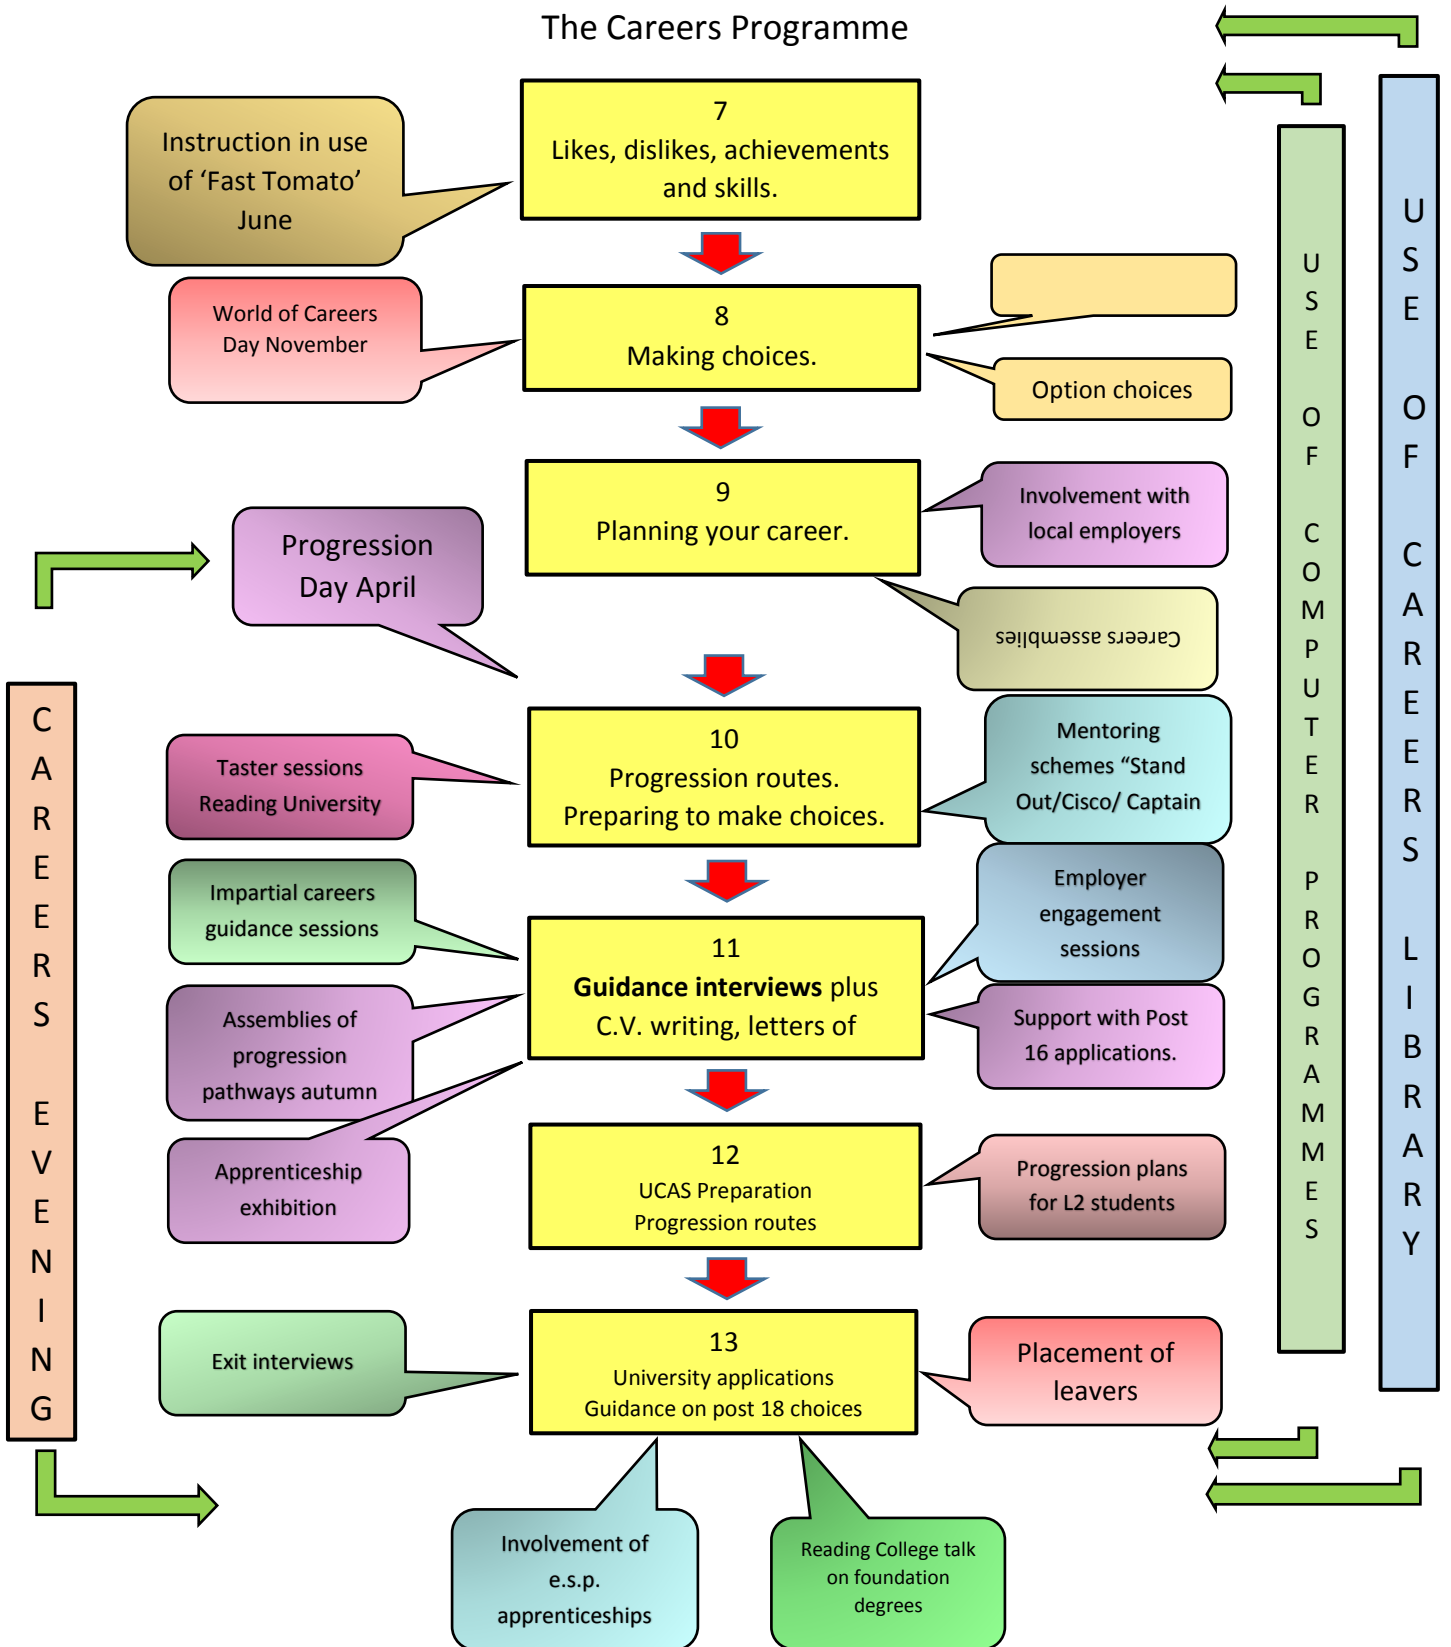 The Careers Programme
7
Likes, dislikes, achievements
and skills.
Instruction in use
of ‘Fast Tomato’
June
World of Careers
Day November
8
Making choices.
Option choices
9
Planning your career.
Involvement with
local employers
Progression
Day April
Careers assemblies
10
Progression routes.
Preparing to make choices.
Taster sessions
Reading University
Mentoring
schemes “Stand
Out/Cisco/ Captain
Impartial careers
guidance sessions
11
Guidance interviews plus
C.V. writing, letters of
Employer
engagement
sessions
Assemblies of
progression
pathways autumn
Support with Post
16 applications.
Apprenticeship
exhibition
12
UCAS Preparation
Progression routes
Progression plans
for L2 students
13
University applications
Guidance on post 18 choices
Exit interviews
Placement of
leavers
Involvement of
e.s.p.
apprenticeships
Reading College talk
on foundation
degrees
CAREERS EVENING
USE OF COMPUTER PROGRAMMES
USE OF CAREERS LIBRARY